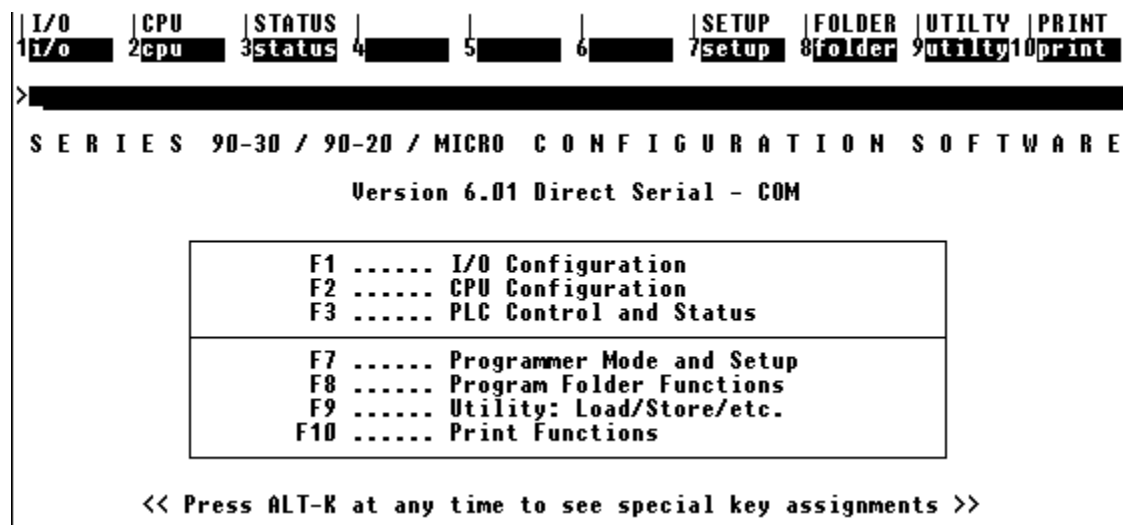 |I/O |CPU |STATUS | | | |SETUP |FOLDER |UTILTY |PRINT
1i/o 2cpu 3status 4 5 6 7setup 8folder 9utilty10print
>
S E R I E S 90-30 / 90-20 / MICRO C O N F I G U R A T I O N S O F T W A R E
Version 6.01 Direct Serial - COM
F1 ...... I/O Configuration
F2 ...... CPU Configuration
F3 ...... PLC Control and Status
F7 ...... Programmer Mode and Setup
F8 ...... Program Folder Functions
F9 ...... Utility: Load/Store/etc.
F10 ...... Print Functions
<< Press ALT-K at any time to see special key assignments >>